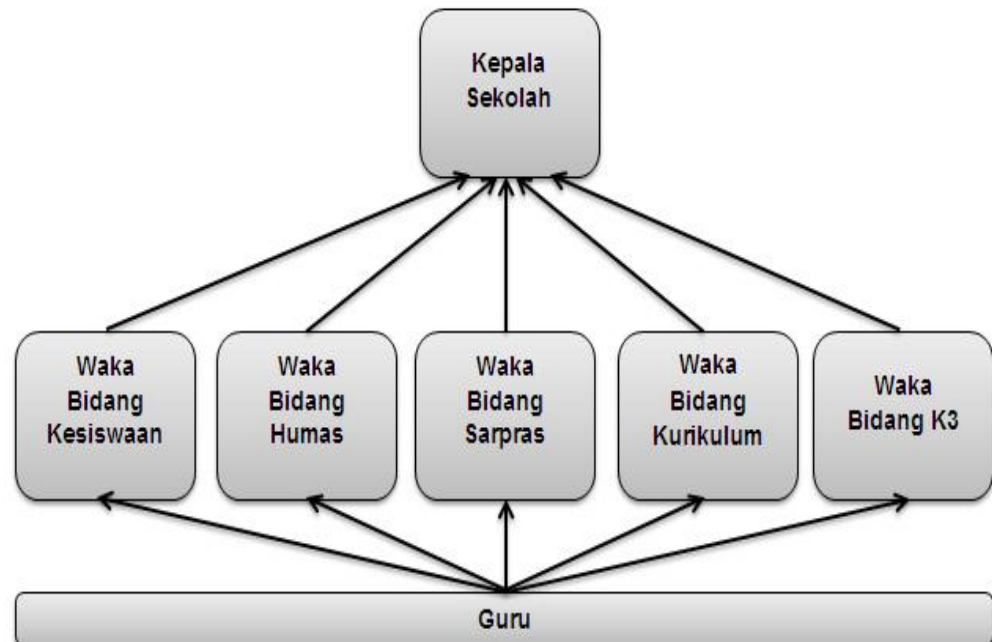 Kepala
Sekolah
Waka
Bidang
Kesiswaan
Waka
Bidang
Humas
Waka
Bidang
Sarpras
Waka
Bidang
Kurikulum
Waka
Bidang K3
Guru